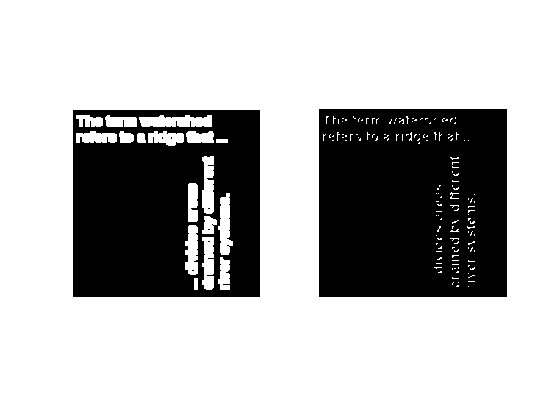 The term watershed
refers to a ridge that ...
... divides areas
drained by different
river systems.
The term watershed
refers to a ridge that ...
... divides areas
drained by different
river systems.